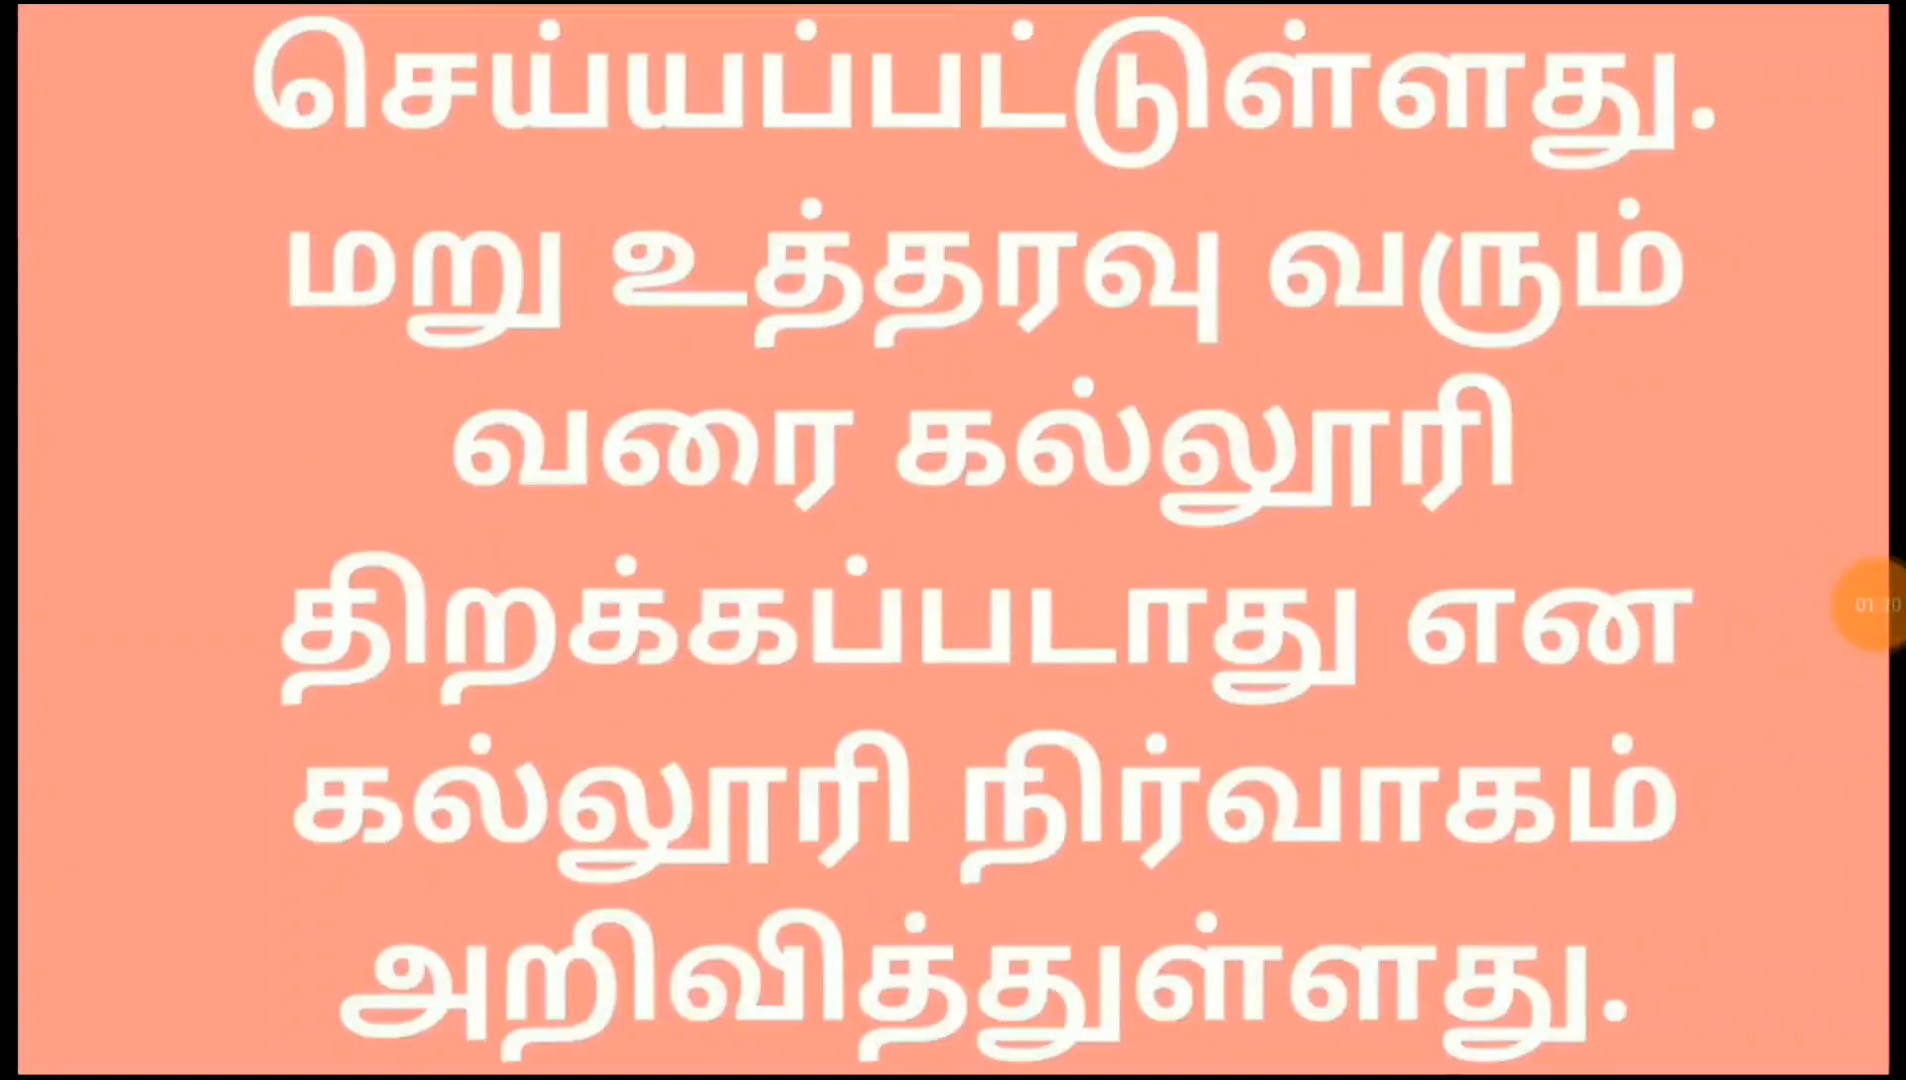 செய்யப்பட்டுள்ளது.
மறு உத்தரவு வரும்
வரை கல்லூரி
திறக்கப்படாது என
கல்லூரி நிர்வாகம்
அறிவித்துள்ளது.